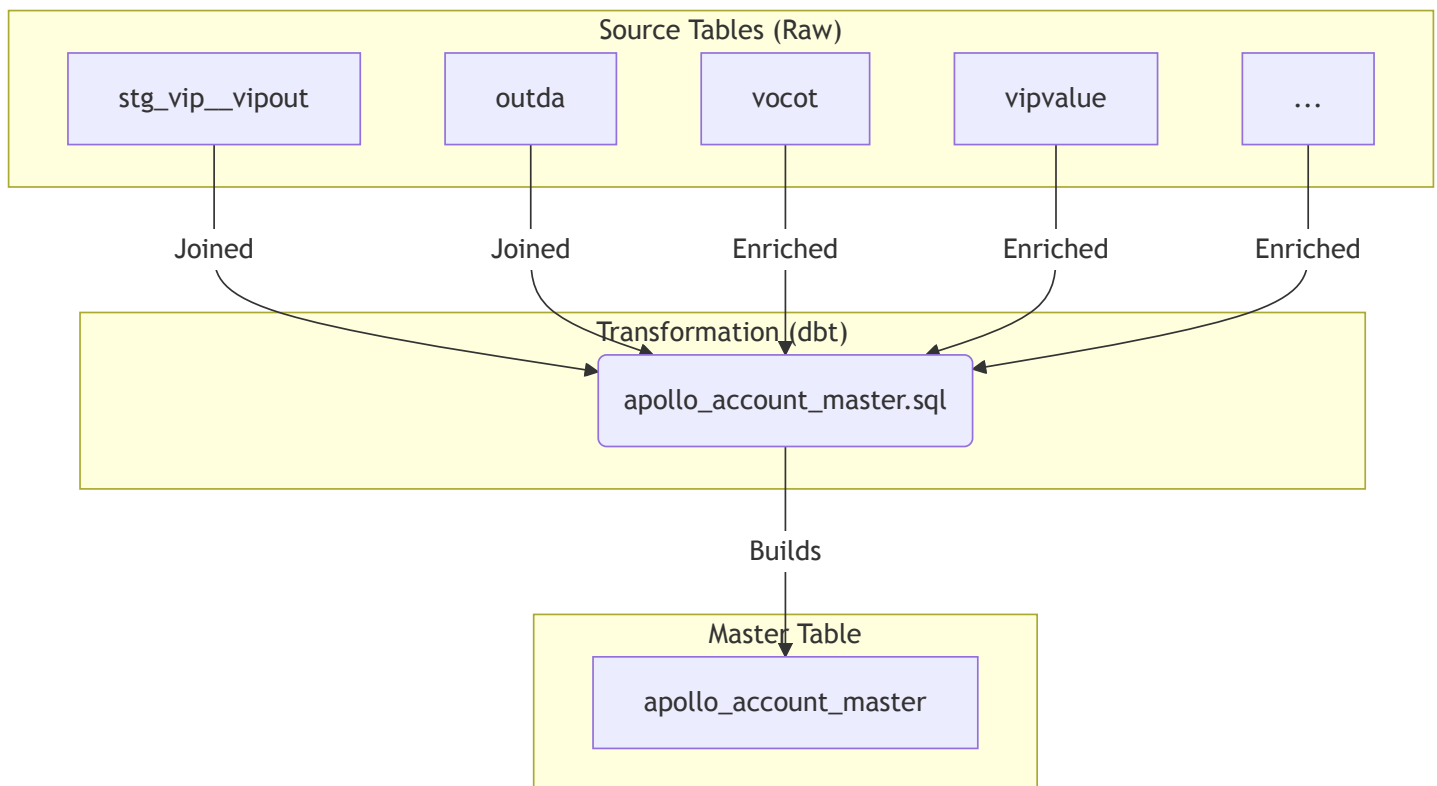 Source Tables (Raw)
stg_vip__vipout
outda
vocot
vipvalue
...
Joined
Joined
Enriched
Enriched
Enriched
Transformation (dbt)
apollo_account_master.sql
Builds
Master Table
apollo_account_master